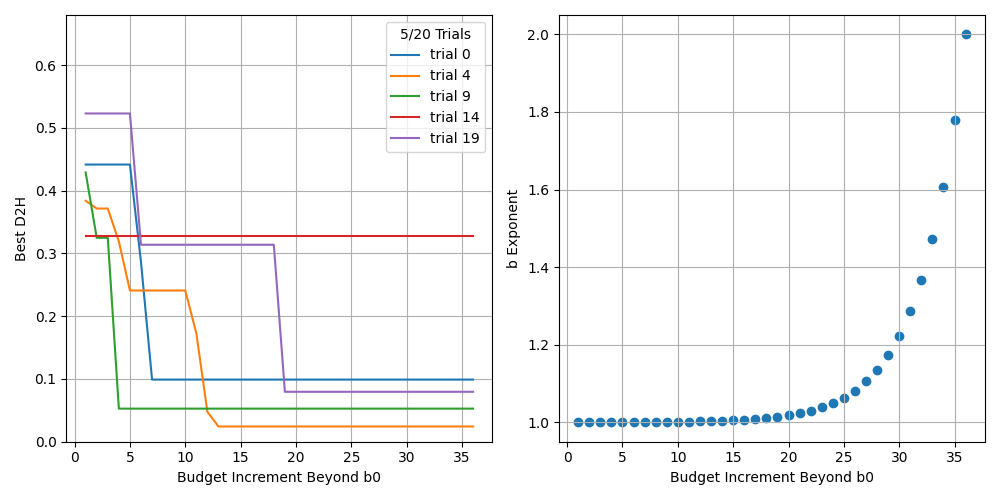 5/20 Trials
trial 0
trial 4
trial 9
trial 14
trial 19
Best D2H
0.6
0.5
0.4
0.3
0.2
0.1
0.0
0 5 10 15 20 25 30 35
Budget Increment Beyond b0
b Exponent
2.0
1.8
1.6
1.4
1.2
1.0
0 5 10 15 20 25 30 35
Budget Increment Beyond b0